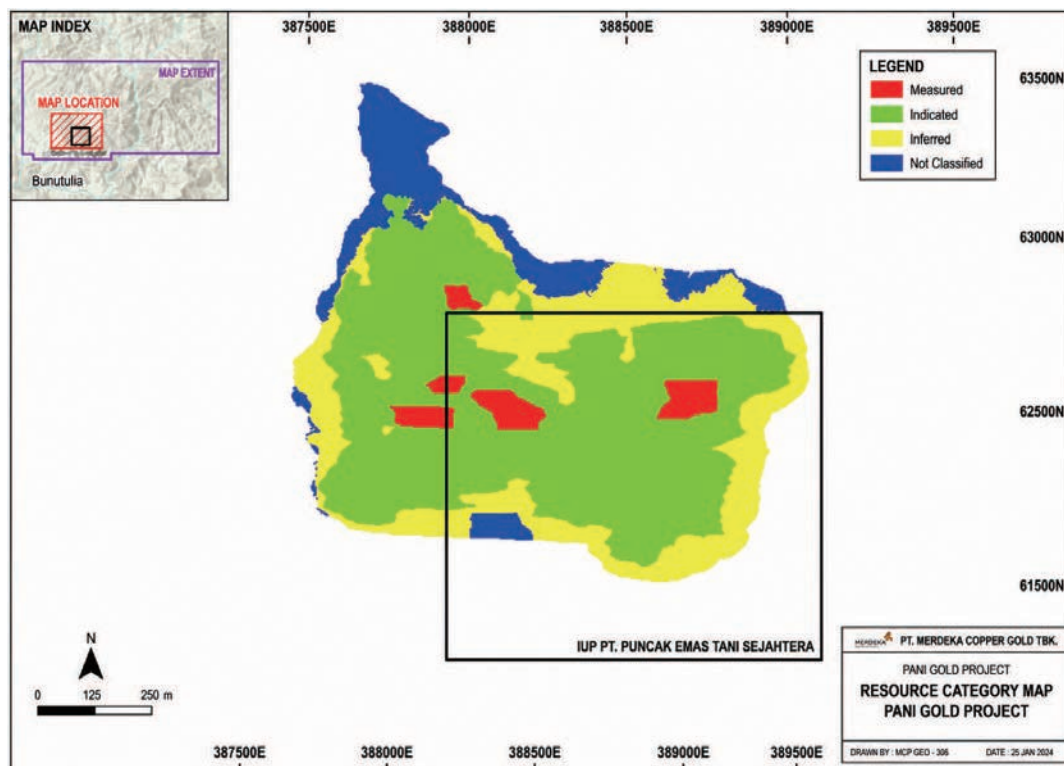 MAP INDEX
MAP EXTENT
MAP LOCATION
Bunutulia
387500E 388000E 388500E 389000E 389500E
LEGEND
Measured
Indicated
Inferred
Not Classified
63500N
63000N
62500N
61500N
IUP PT. PUNCAK EMAS TANI SEJAHTERA
N
0 125 250 m
387500E 388000E 388500E 389000E 389500E
MERDEKA PT. MERDEKA COPPER GOLD TBK.
PANI GOLD PROJECT
RESOURCE CATEGORY MAP
PANI GOLD PROJECT
DRAWN BY : MCP GEO - 306 DATE : 25 JAN 2024